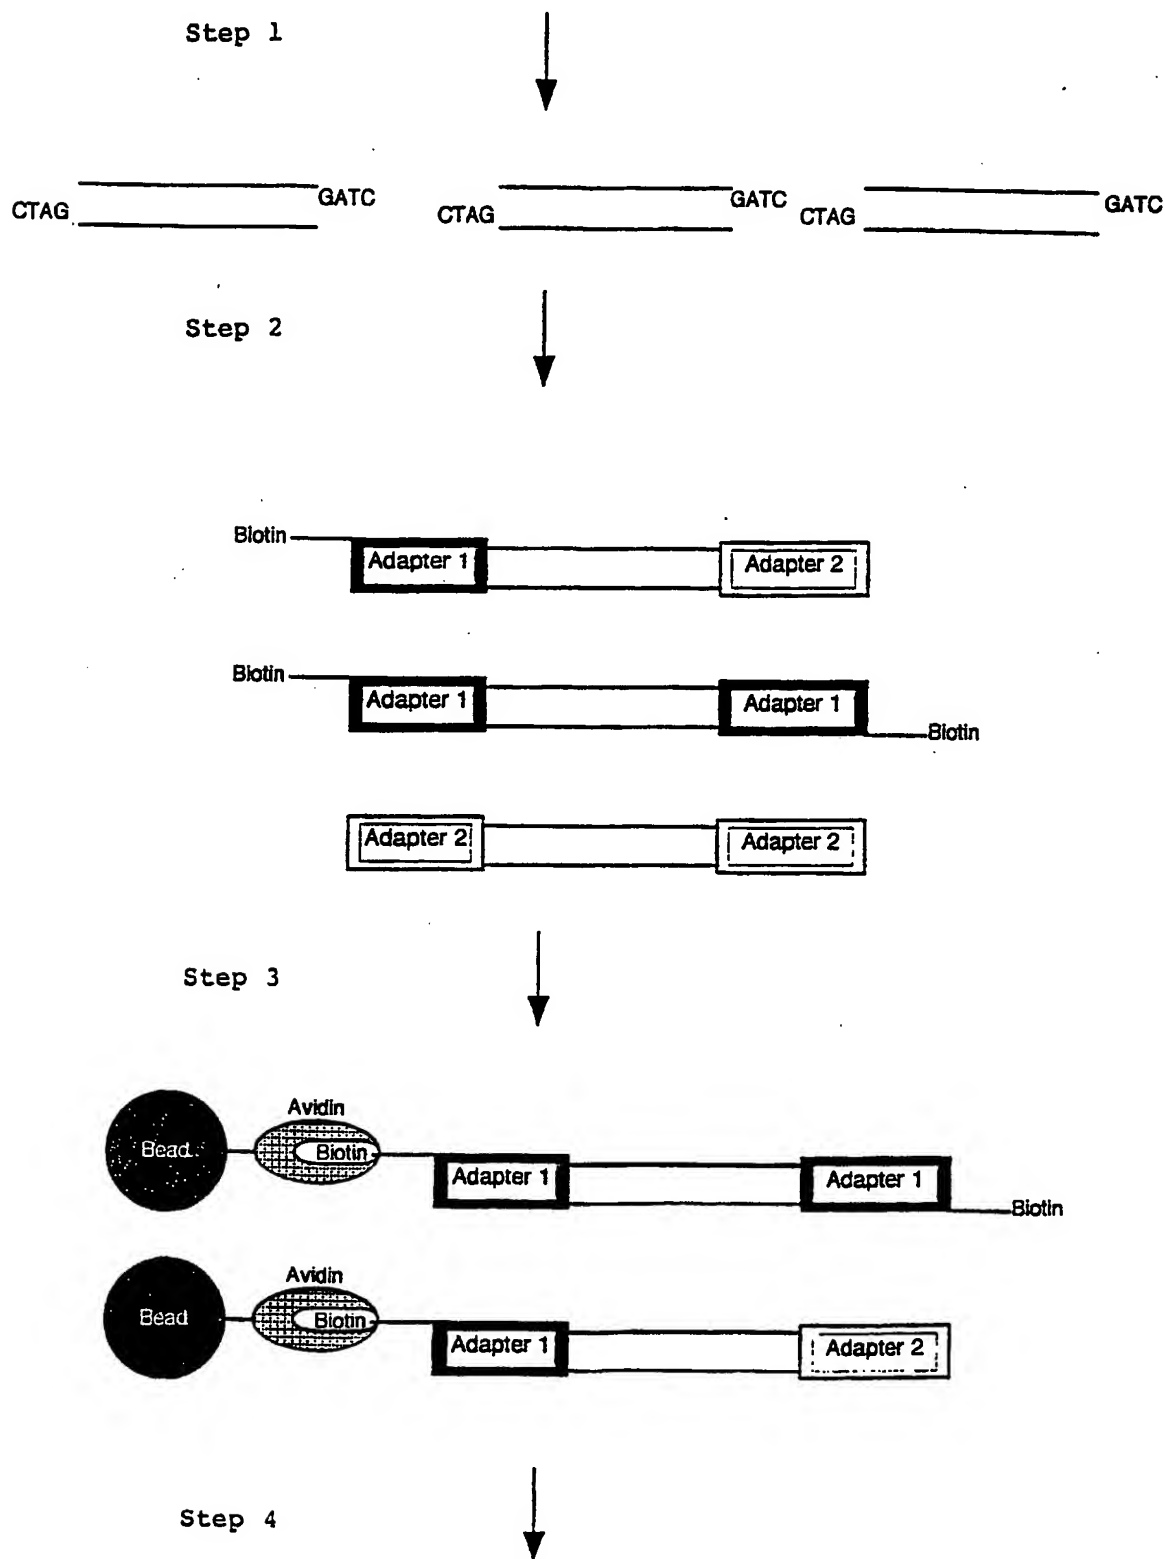 Step 1
CTAG GATC CTAG GATC CTAG GATC
Step 2
Biotin Adapter 1 Adapter 2
Biotin Adapter 1 Adapter 1 Biotin
Adapter 2 Adapter 2
Step 3
Avidin
Bead Biotin Adapter 1 Adapter 1 Biotin
Avidin
Bead Biotin Adapter 1 Adapter 2
Step 4